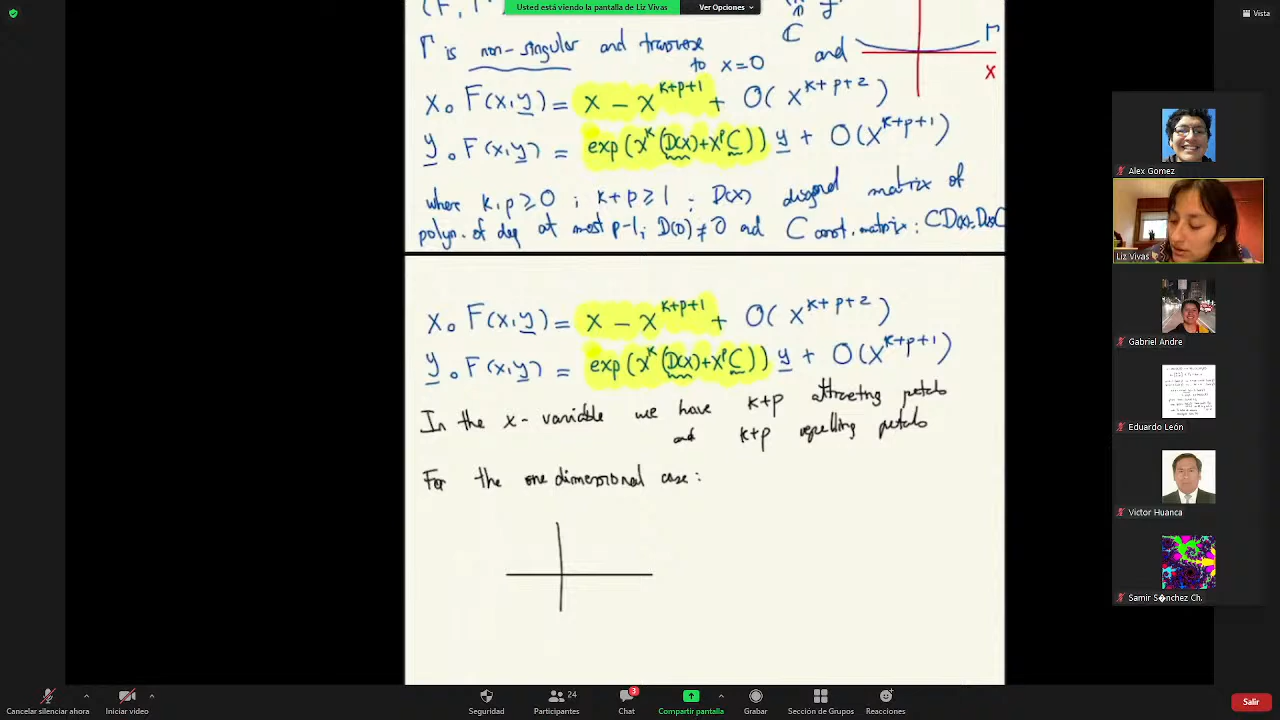 Usted está viendo la pantalla de Liz Vivas
Ver Opciones
Vista
(F, Γ
C
Γ is non-singular and transverse
to x=0
and
Γ
x
x∘F(x,y) = x − x^{k+p+1} + O(x^{k+p+2})
y∘F(x,y) = exp(x^k(D(x)+x^p C)) y + O(x^{k+p+1})
where k,p ≥ 0 ; k+p ≥ 1 ; D(x) diagonal matrix of
polyn. of deg at most p-1; D(0) ≠ 0 and C const. matrix: CD(x)=D(x)C
x∘F(x,y) = x − x^{k+p+1} + O(x^{k+p+2})
y∘F(x,y) = exp(x^k(D(x)+x^p C)) y + O(x^{k+p+1})
In the x-variable we have k+p attracting petals
and k+p repelling petals
For the one dimensional case:
Alex Gomez
Liz Vivas
Gabriel Andre
Eduardo León
Victor Huanca
Samir S�nchez Ch.
Cancelar silenciar ahora
Iniciar video
Seguridad
24
Participantes
3
Chat
Compartir pantalla
Grabar
Sección de Grupos
Reacciones
Salir